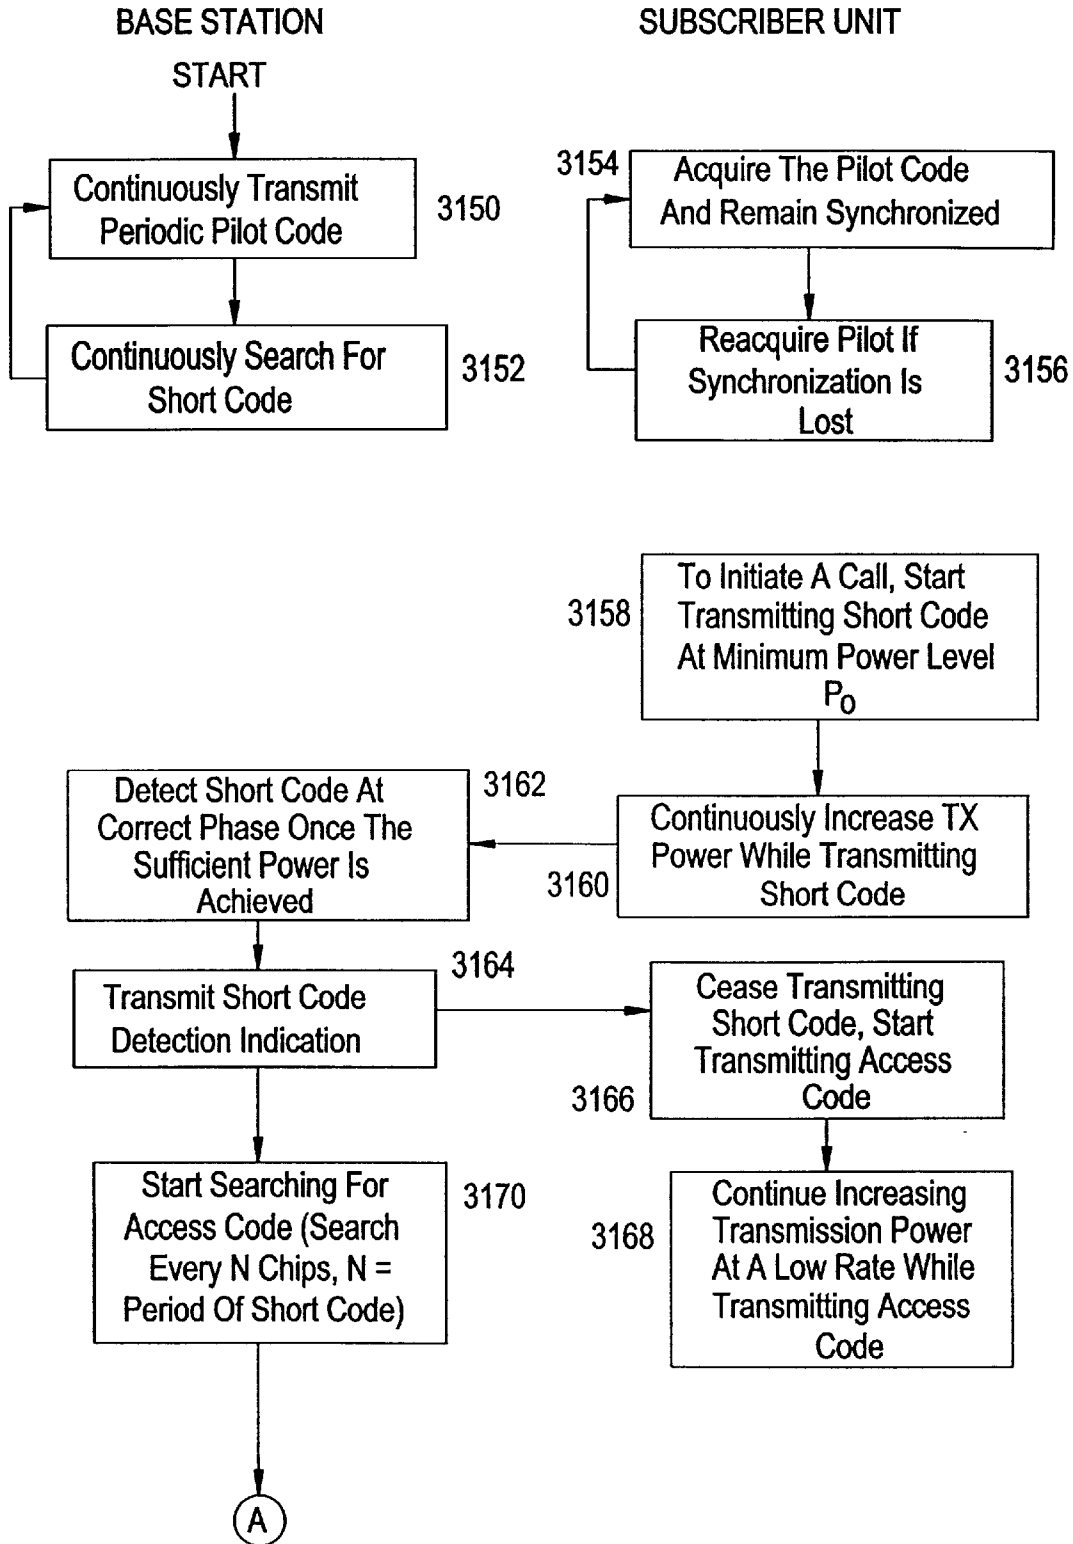 BASE STATION
SUBSCRIBER UNIT
START
Continuously Transmit
Periodic Pilot Code
3150
3154
Acquire The Pilot Code
And Remain Synchronized
Continuously Search For
Short Code
3152
Reacquire Pilot If
Synchronization Is
Lost
3156
3158
To Initiate A Call, Start
Transmitting Short Code
At Minimum Power Level
P0
Detect Short Code At
Correct Phase Once The
Sufficient Power Is
Achieved
3162
3160
Continuously Increase TX
Power While Transmitting
Short Code
Transmit Short Code
Detection Indication
3164
3166
Cease Transmitting
Short Code, Start
Transmitting Access
Code
Start Searching For
Access Code (Search
Every N Chips, N =
Period Of Short Code)
3170
3168
Continue Increasing
Transmission Power
At A Low Rate While
Transmitting Access
Code
A